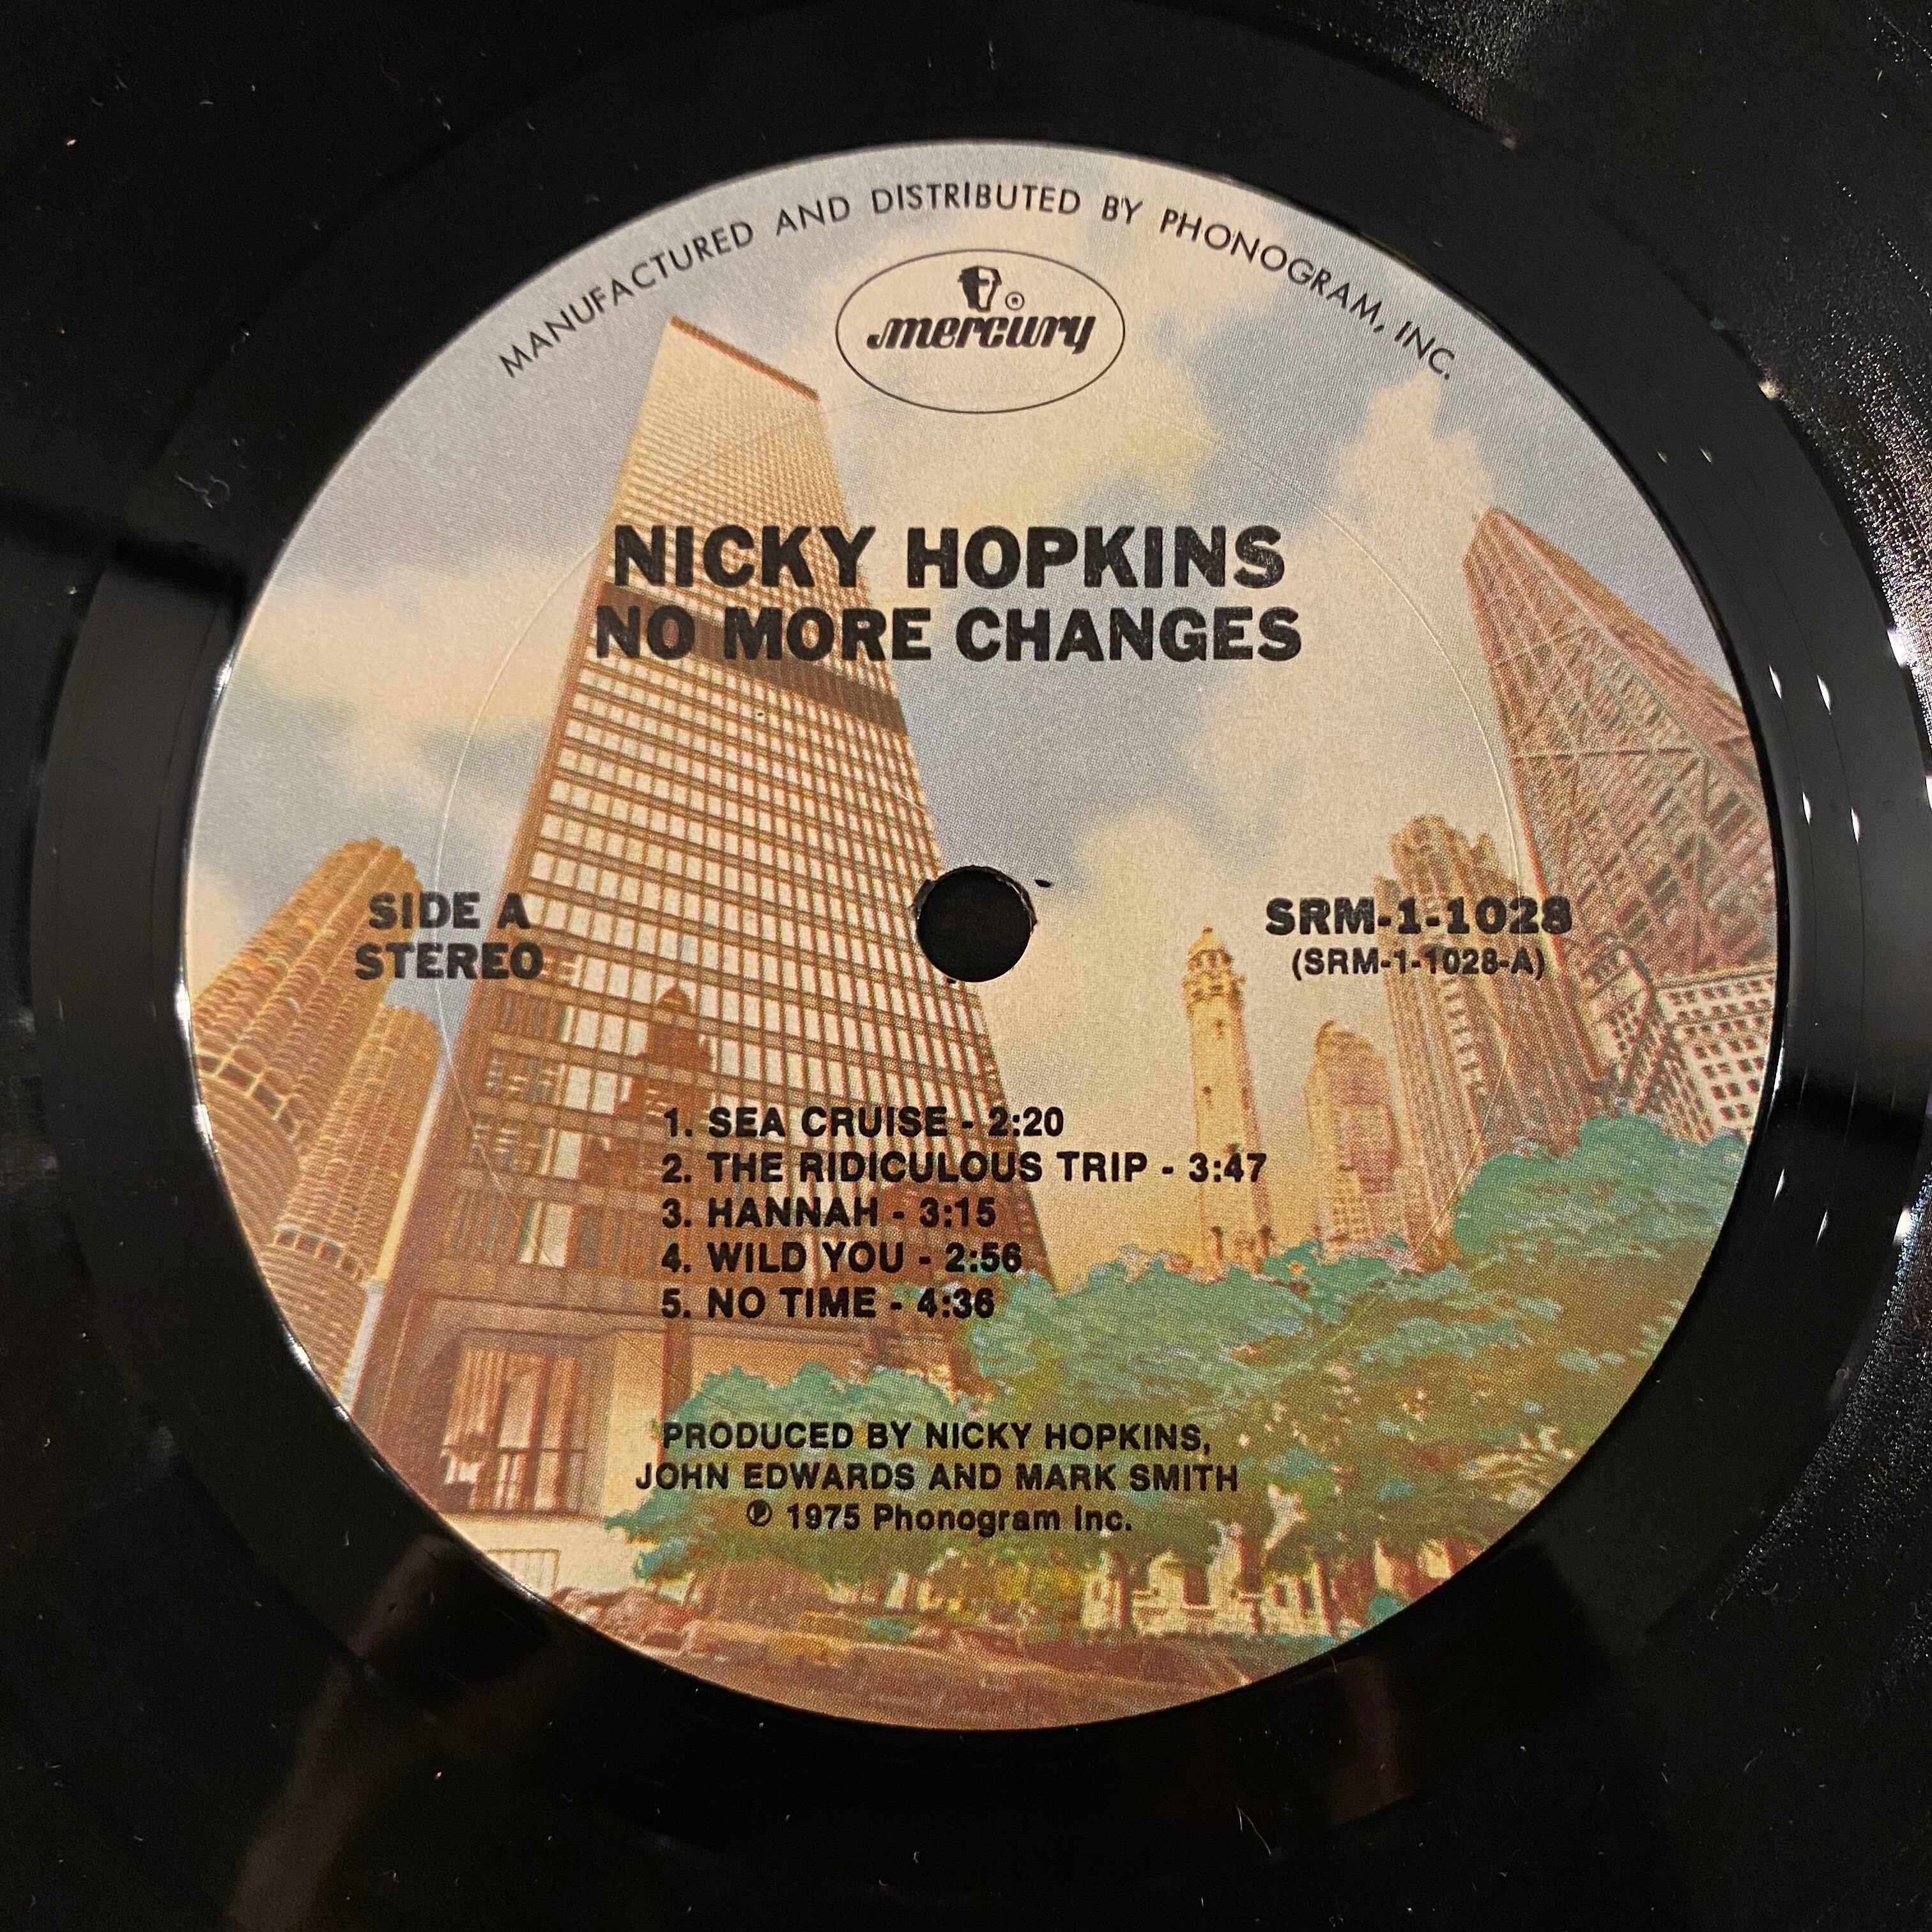 MANUFACTURED AND DISTRIBUTED BY PHONOGRAM, INC.
mercury ®
NICKY HOPKINS
NO MORE CHANGES
SIDE A
STEREO
SRM-1-1028
(SRM-1-1028-A)
1. SEA CRUISE - 2:20
2. THE RIDICULOUS TRIP - 3:47
3. HANNAH - 3:15
4. WILD YOU - 2:56
5. NO TIME - 4:36
PRODUCED BY NICKY HOPKINS,
JOHN EDWARDS AND MARK SMITH
℗ 1975 Phonogram Inc.